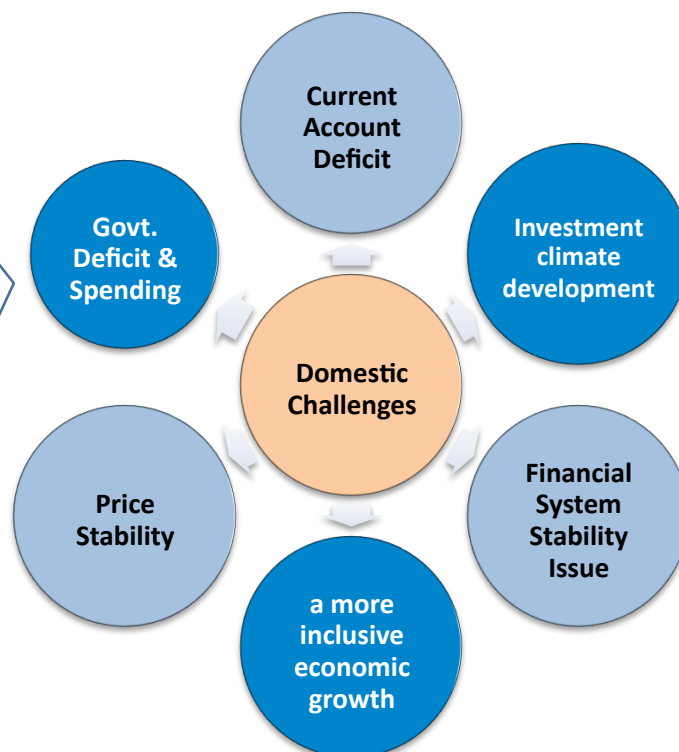 Current
Account
Deficit
Govt.
Deficit &
Spending
Investment
climate
development
Domestic
Challenges
Price
Stability
Financial
System
Stability
Issue
a more
inclusive
economic
growth